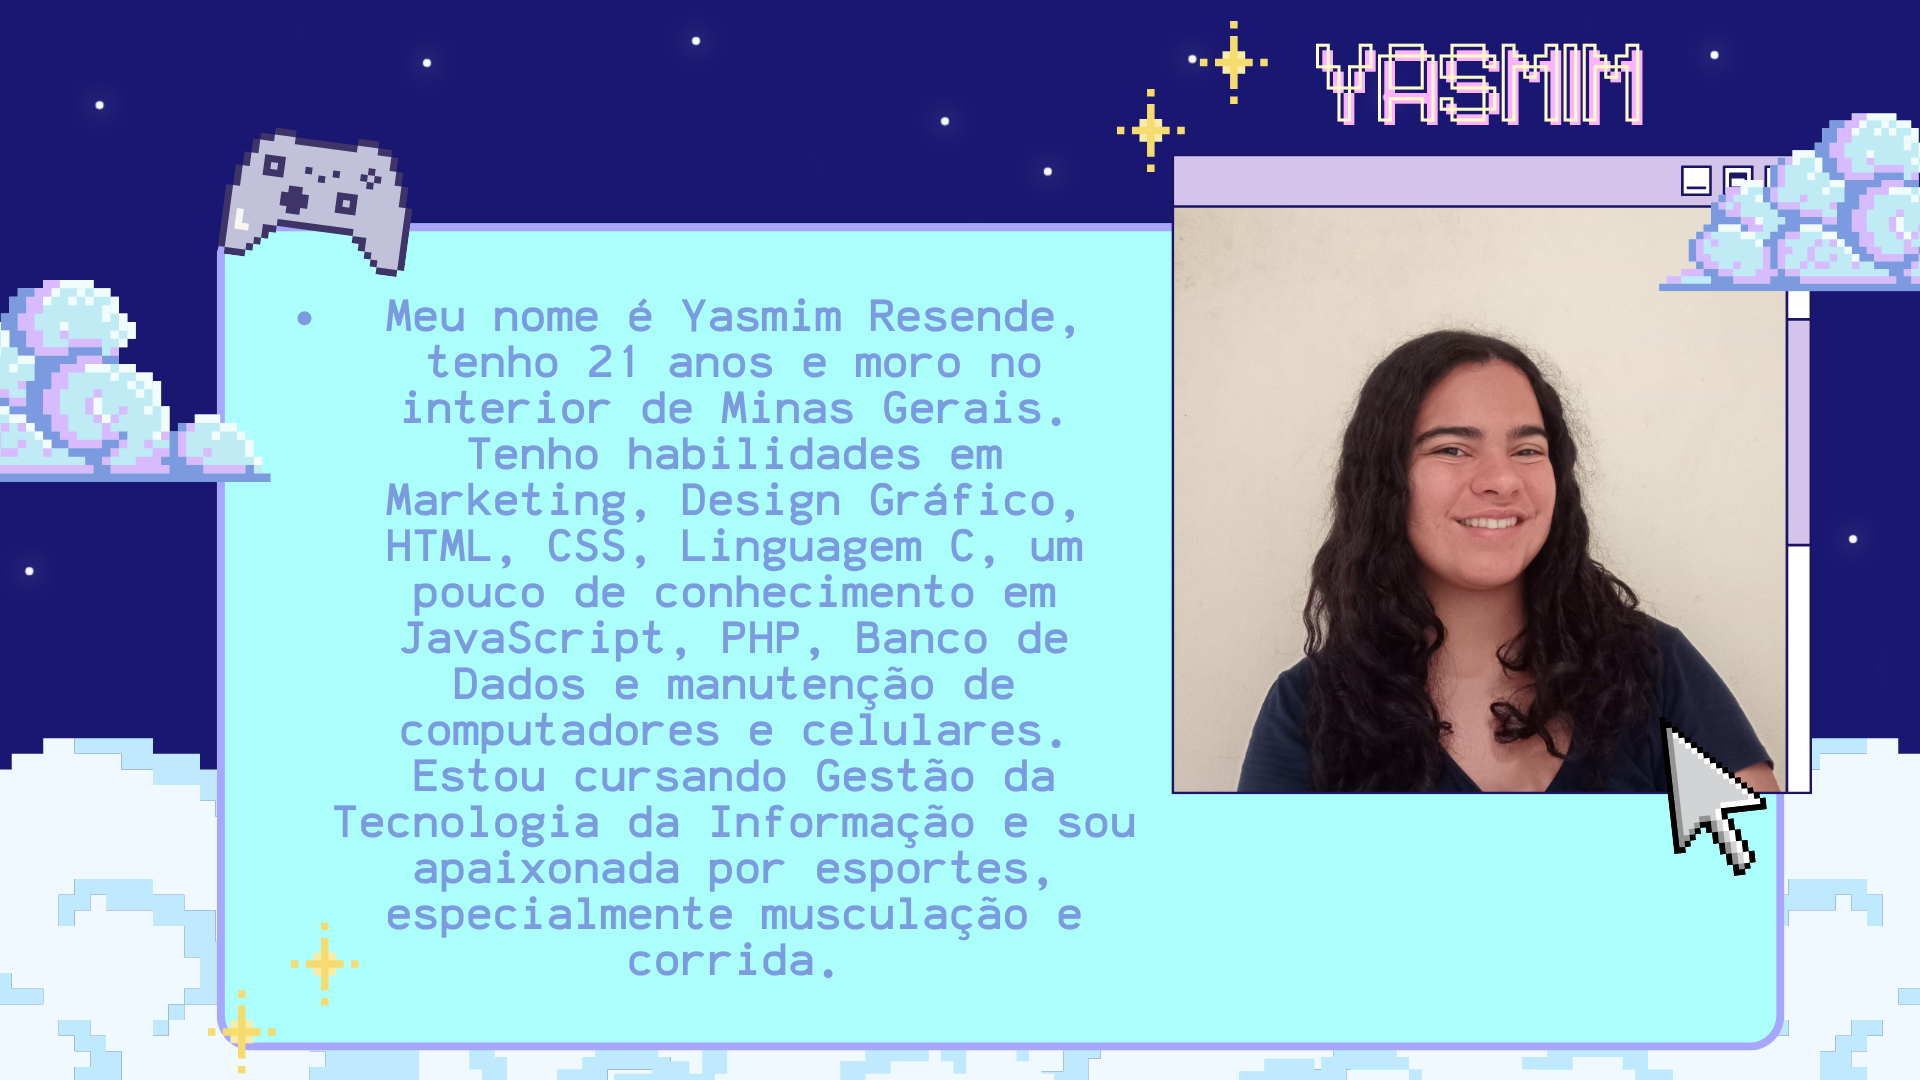 YASMIM
• Meu nome é Yasmim Resende,
tenho 21 anos e moro no
interior de Minas Gerais.
Tenho habilidades em
Marketing, Design Gráfico,
HTML, CSS, Linguagem C, um
pouco de conhecimento em
JavaScript, PHP, Banco de
Dados e manutenção de
computadores e celulares.
Estou cursando Gestão da
Tecnologia da Informação e sou
apaixonada por esportes,
especialmente musculação e
corrida.